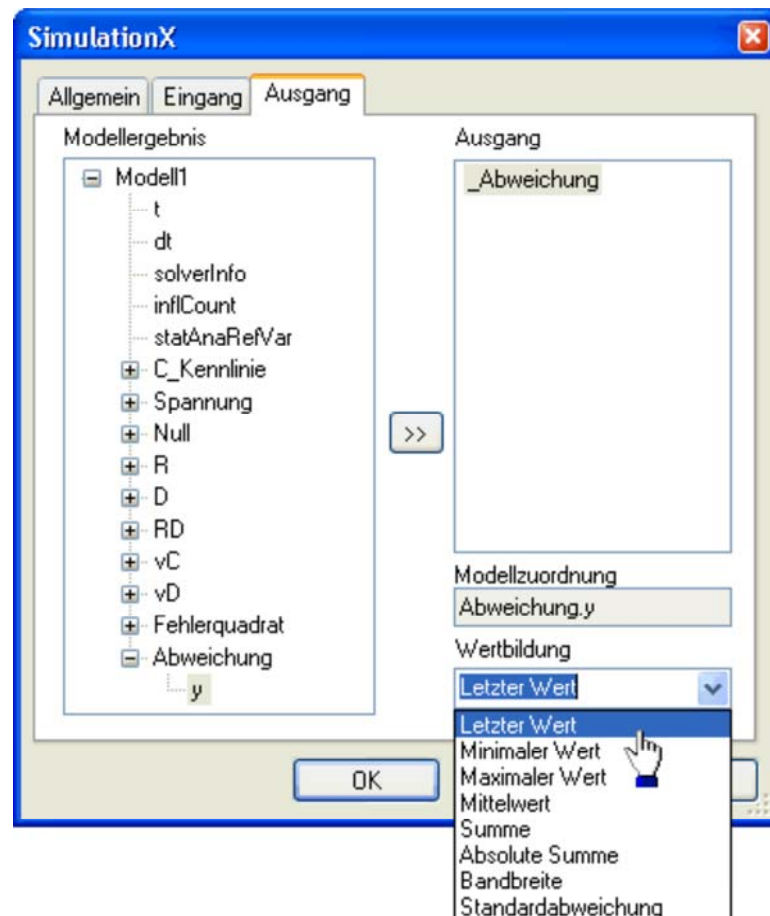 SimulationX
Allgemein Eingang Ausgang
Modellergebnis
Modell1
t
dt
solverInfo
inflCount
statAnaRefVar
C_Kennlinie
Spannung
Null
R
D
RD
vC
vD
Fehlerquadrat
Abweichung
y
>>
Ausgang
_Abweichung
Modellzuordnung
Abweichung.y
Wertbildung
Letzter Wert
Letzter Wert
Minimaler Wert
Maximaler Wert
Mittelwert
Summe
Absolute Summe
Bandbreite
Standardabweichung
OK